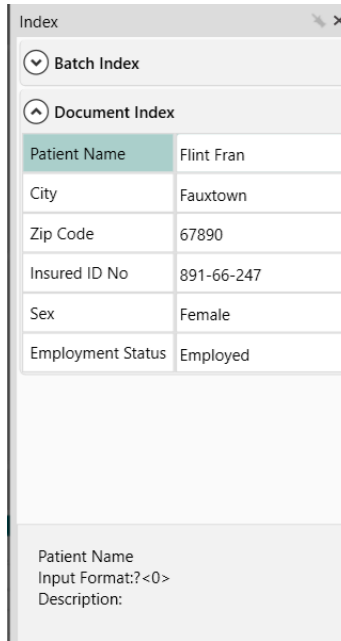 Index
Batch Index
Document Index
Patient Name Flint Fran
City Fauxtown
Zip Code 67890
Insured ID No 891-66-247
Sex Female
Employment Status Employed
Patient Name
Input Format:?<0>
Description: